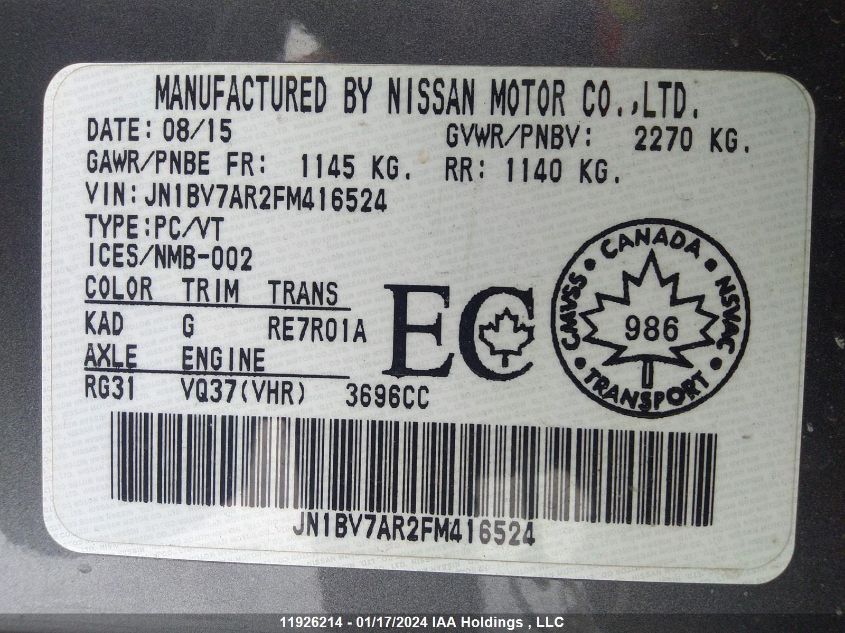 MANUFACTURED BY NISSAN MOTOR CO.,LTD.
DATE: 08/15 GVWR/PNBV: 2270 KG.
GAWR/PNBE FR: 1145 KG. RR: 1140 KG.
VIN: JN1BV7AR2FM416524
TYPE:PC/VT
ICES/NMB-002
COLOR TRIM TRANS
KAD G RE7R01A
AXLE ENGINE
RG31 VQ37(VHR) 3696CC
EC
CANADA
CMVSS 986 NSVAC
TRANSPORT
JN1BV7AR2FM416524
11926214 - 01/17/2024 IAA Holdings , LLC